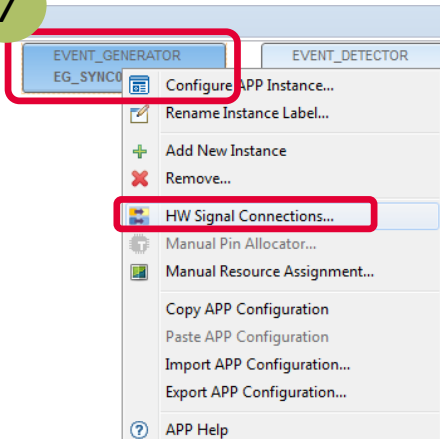 7
EVENT_GENERATOR EVENT_DETECTOR
EG_SYNC0
Configure APP Instance...
Rename Instance Label...
Add New Instance
Remove...
HW Signal Connections...
Manual Pin Allocator...
Manual Resource Assignment...
Copy APP Configuration
Paste APP Configuration
Import APP Configuration...
Export APP Configuration...
APP Help